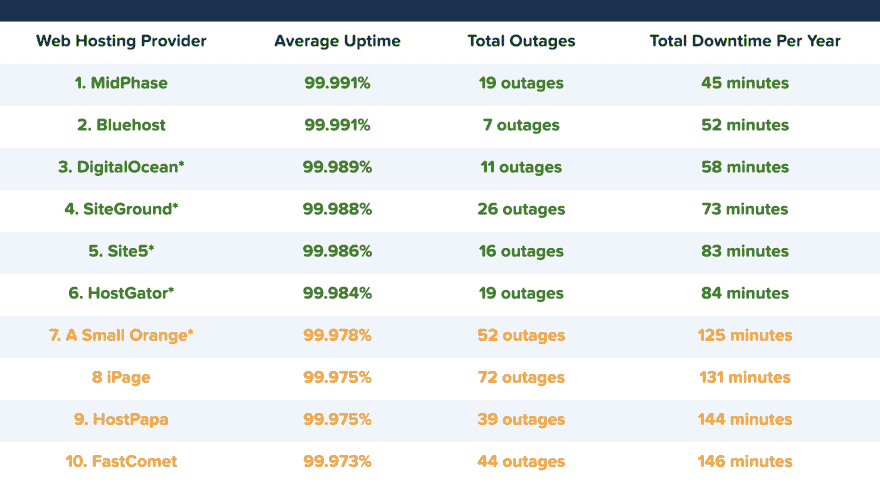 Web Hosting Provider Average Uptime Total Outages Total Downtime Per Year
1. MidPhase 99.991% 19 outages 45 minutes
2. Bluehost 99.991% 7 outages 52 minutes
3. DigitalOcean* 99.989% 11 outages 58 minutes
4. SiteGround* 99.988% 26 outages 73 minutes
5. Site5* 99.986% 16 outages 83 minutes
6. HostGator* 99.984% 19 outages 84 minutes
7. A Small Orange* 99.978% 52 outages 125 minutes
8 iPage 99.975% 72 outages 131 minutes
9. HostPapa 99.975% 39 outages 144 minutes
10. FastComet 99.973% 44 outages 146 minutes